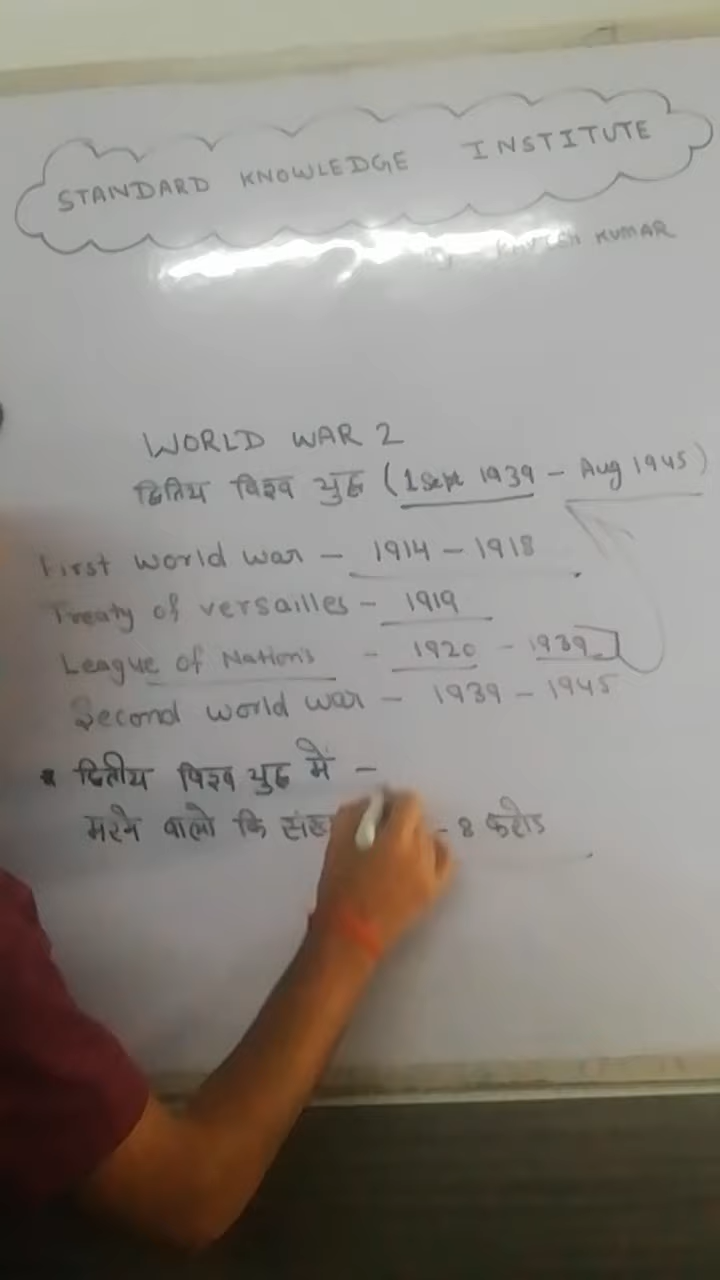 STANDARD KNOWLEDGE INSTITUTE
KUMAR
WORLD WAR 2
द्वितिय विश्व युद्ध (1 Sept 1939 - Aug 1945)
First world war - 1914 - 1918
Treaty of versailles - 1919
League of Nations - 1920 - 1939
Second world war - 1939 - 1945
* द्वितीय विश्व युद्ध में -
मरने वालो कि - 8 करोड